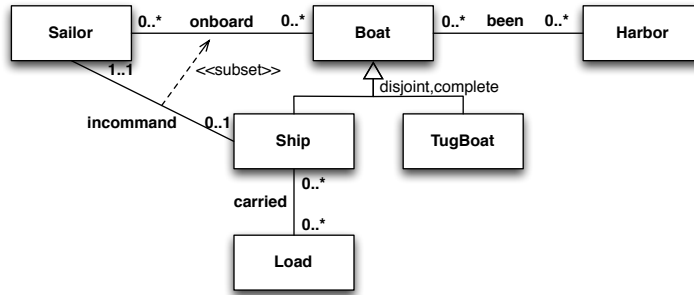 Sailor
0..*
onboard
0..*
Boat
0..*
been
0..*
Harbor
1..1
<<subset>>
disjoint,complete
incommand
0..1
Ship
TugBoat
0..*
carried
0..*
Load